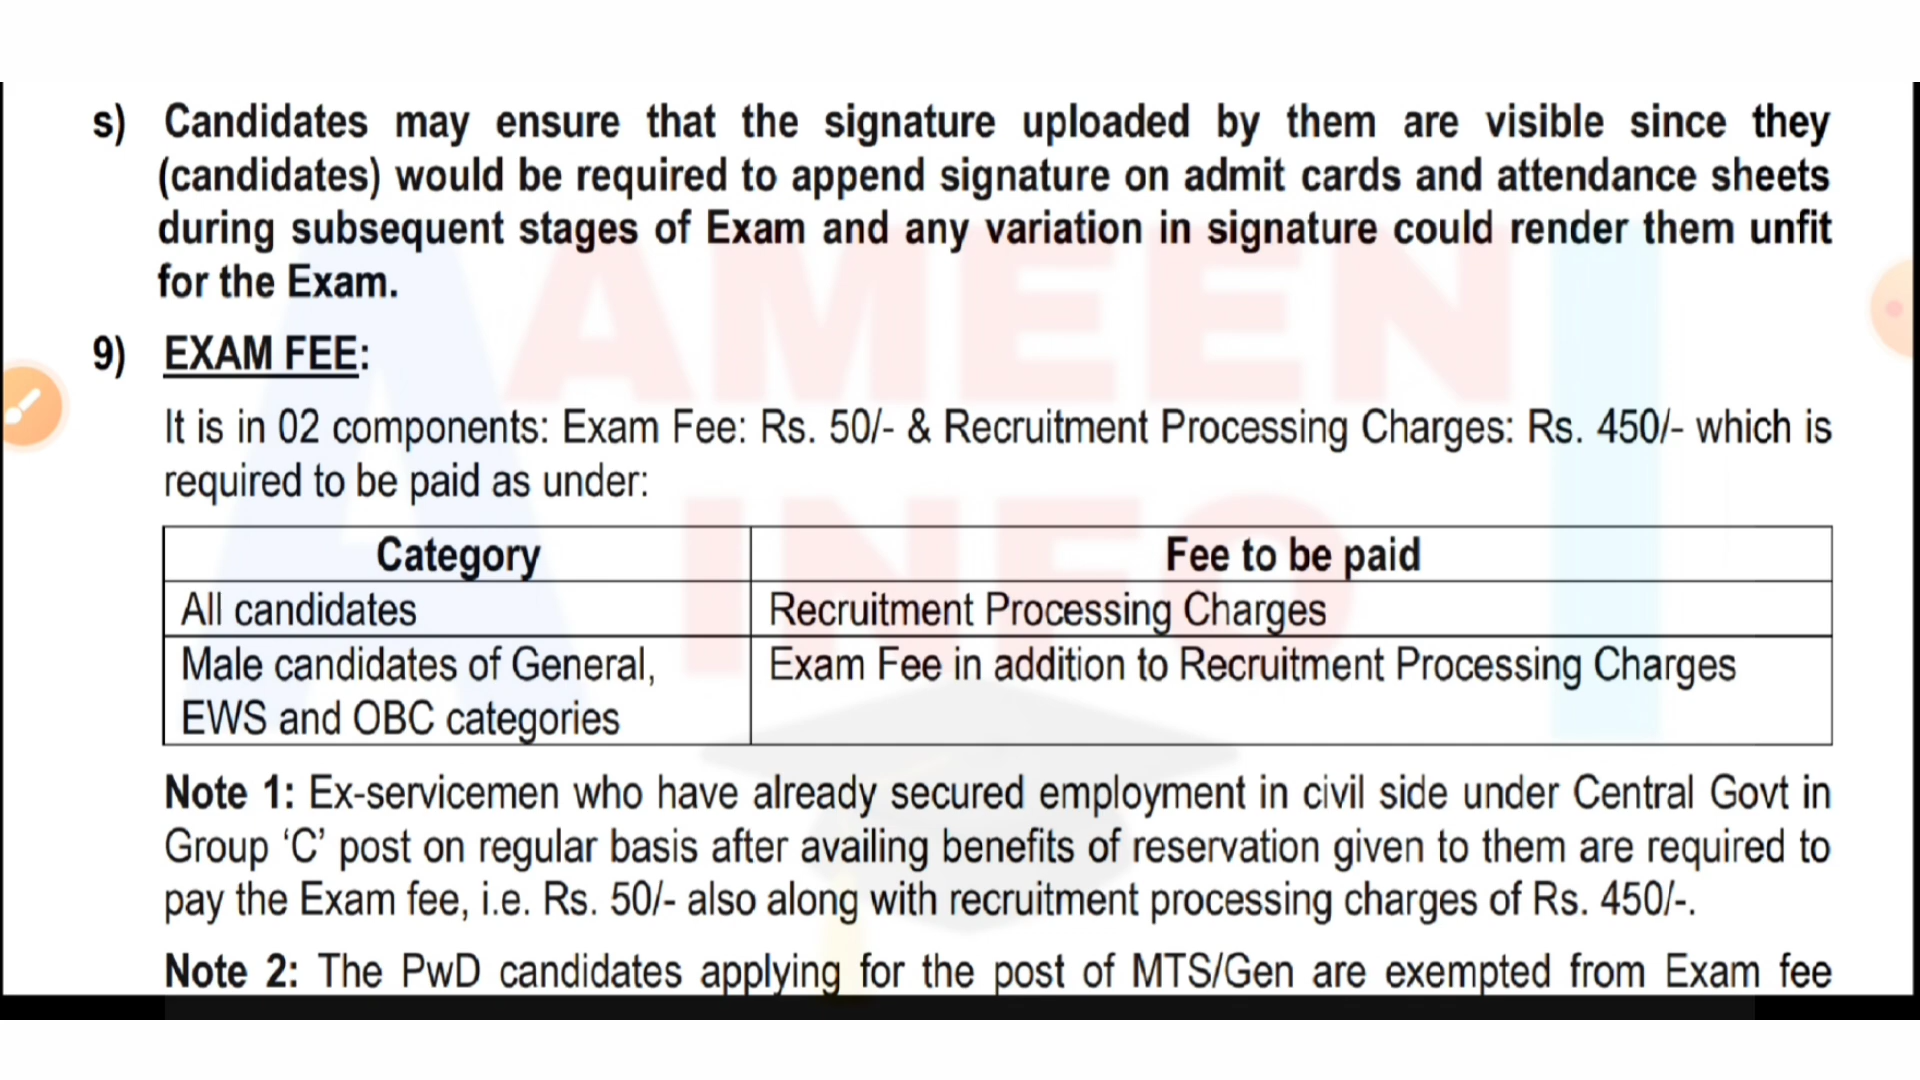 s) Candidates may ensure that the signature uploaded by them are visible since they
(candidates) would be required to append signature on admit cards and attendance sheets
during subsequent stages of Exam and any variation in signature could render them unfit
for the Exam.
9) EXAM FEE:
It is in 02 components: Exam Fee: Rs. 50/- & Recruitment Processing Charges: Rs. 450/- which is
required to be paid as under:
Category Fee to be paid
All candidates Recruitment Processing Charges
Male candidates of General, Exam Fee in addition to Recruitment Processing Charges
EWS and OBC categories
Note 1: Ex-servicemen who have already secured employment in civil side under Central Govt in
Group ‘C’ post on regular basis after availing benefits of reservation given to them are required to
pay the Exam fee, i.e. Rs. 50/- also along with recruitment processing charges of Rs. 450/-.
Note 2: The PwD candidates applying for the post of MTS/Gen are exempted from Exam fee
AMEEN
INFO